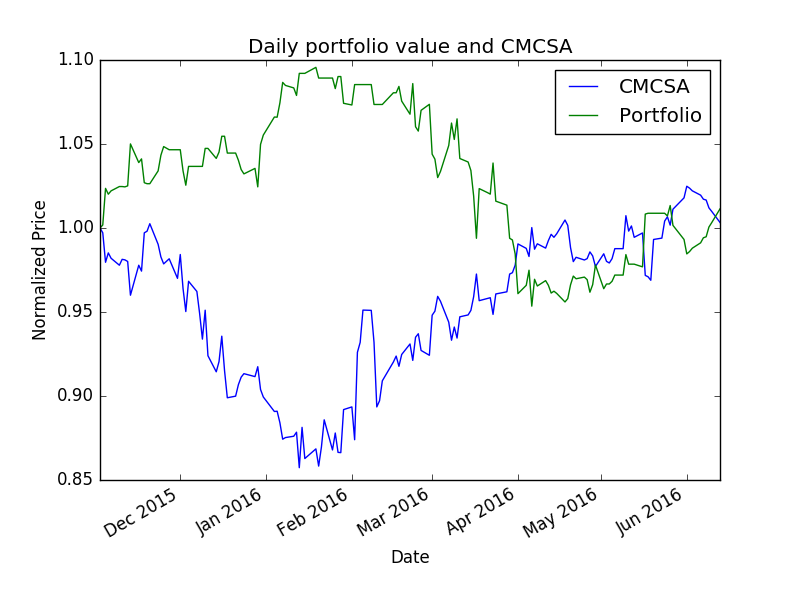 Daily portfolio value and CMCSA
1.10
1.05
1.00
0.95
0.90
0.85
Normalized Price
CMCSA
Portfolio
Dec 2015
Jan 2016
Feb 2016
Mar 2016
Apr 2016
May 2016
Jun 2016
Date